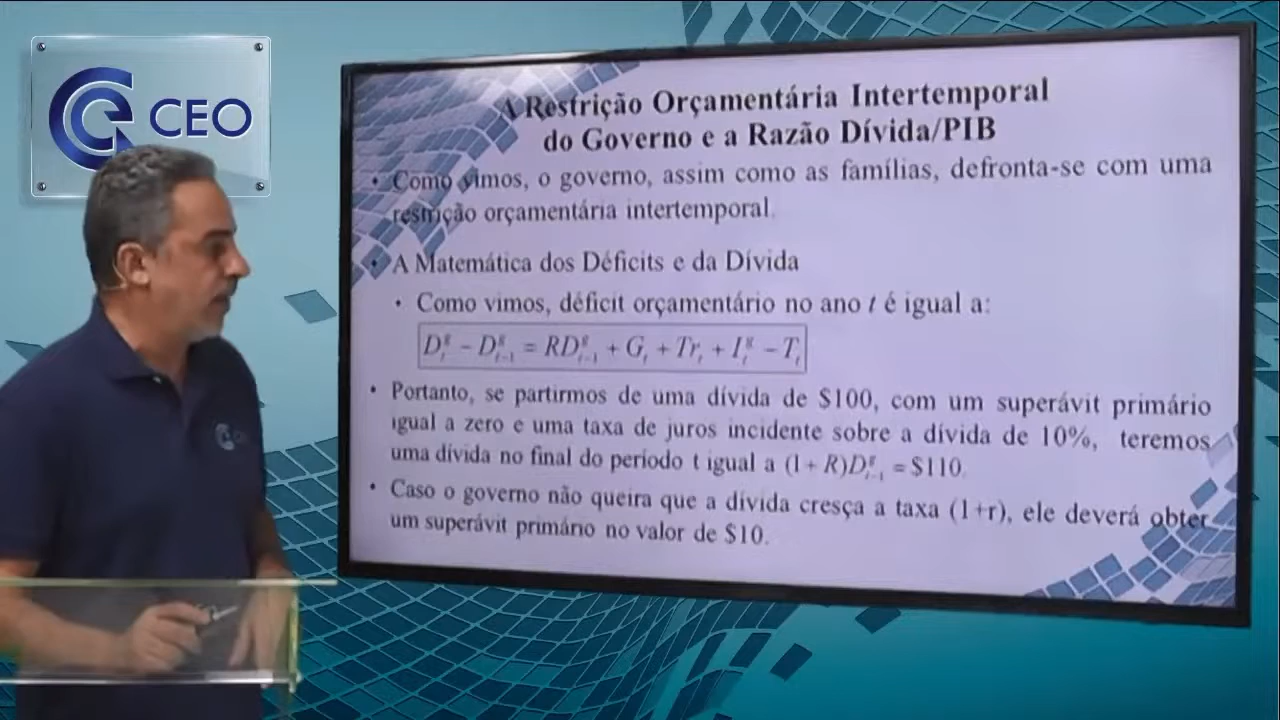 CEO
A Restrição Orçamentária Intertemporal
do Governo e a Razão Dívida/PIB
• Como vimos, o governo, assim como as famílias, defronta-se com uma
restrição orçamentária intertemporal.
• A Matemática dos Déficits e da Dívida
• Como vimos, déficit orçamentário no ano t é igual a:
D_t^g − D_{t−1}^g = RD_{t−1}^g + G_t + Tr_t + I_t^g − T_t
• Portanto, se partirmos de uma dívida de $100, com um superávit primário
igual a zero e uma taxa de juros incidente sobre a dívida de 10%, teremos
uma dívida no final do período t igual a (1 + R)D_{t−1}^g = $110.
• Caso o governo não queira que a dívida cresça a taxa (1+r), ele deverá obter
um superávit primário no valor de $10.